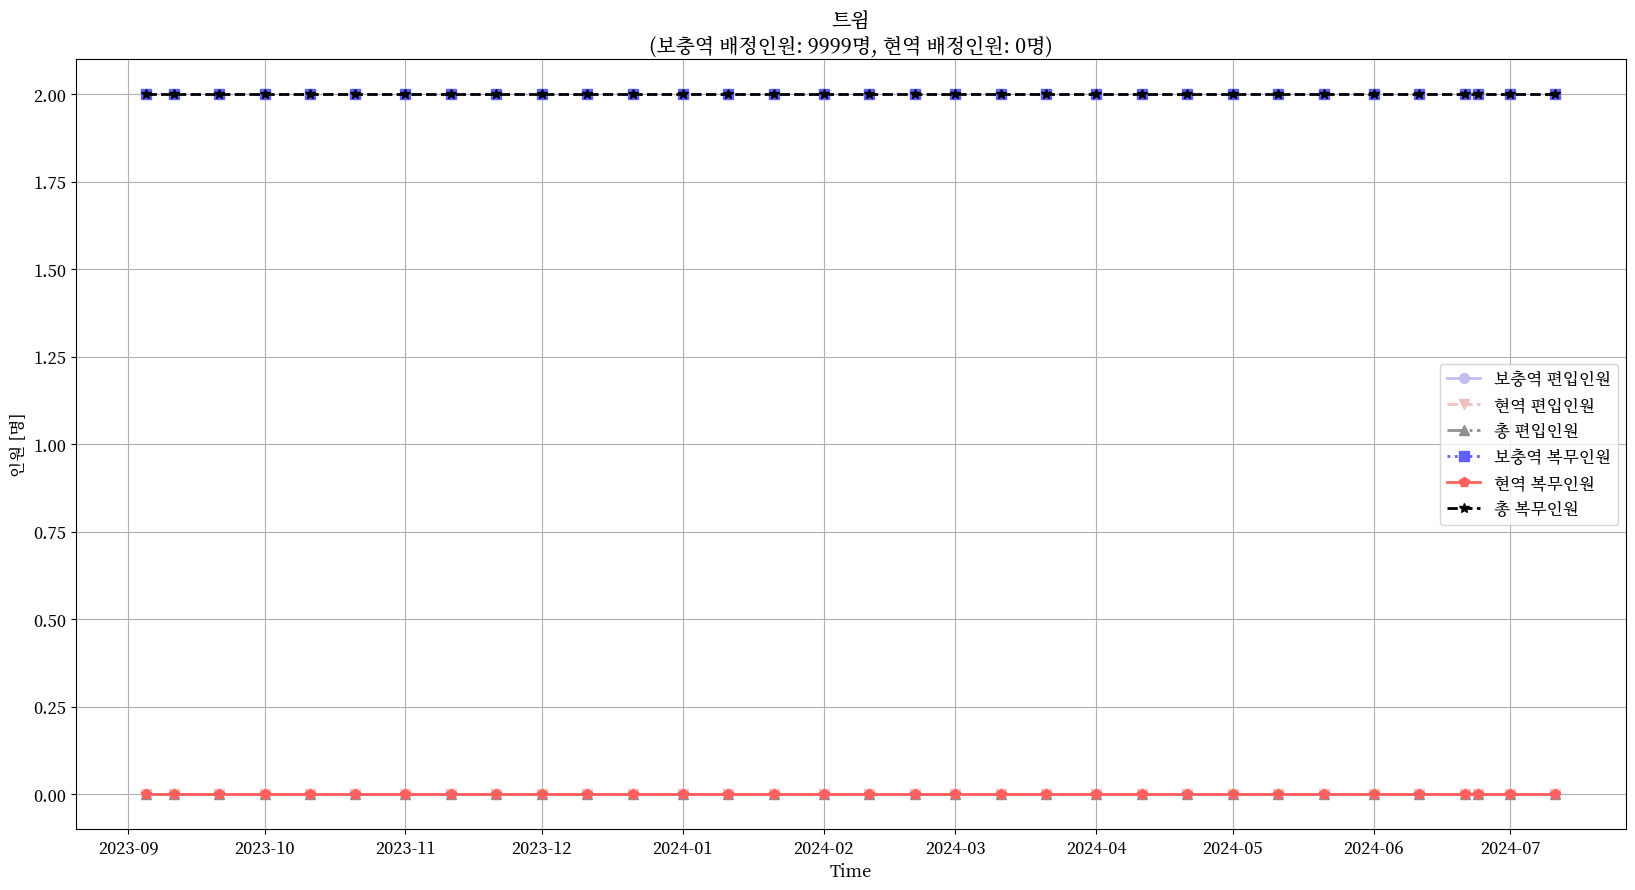 트윔
(보충역 배정인원: 9999명, 현역 배정인원: 0명)
2.00
1.75
1.50
1.25
1.00
0.75
0.50
0.25
0.00
인원 [명]
보충역 편입인원
현역 편입인원
총 편입인원
보충역 복무인원
현역 복무인원
총 복무인원
2023-09
2023-10
2023-11
2023-12
2024-01
2024-02
2024-03
2024-04
2024-05
2024-06
2024-07
Time